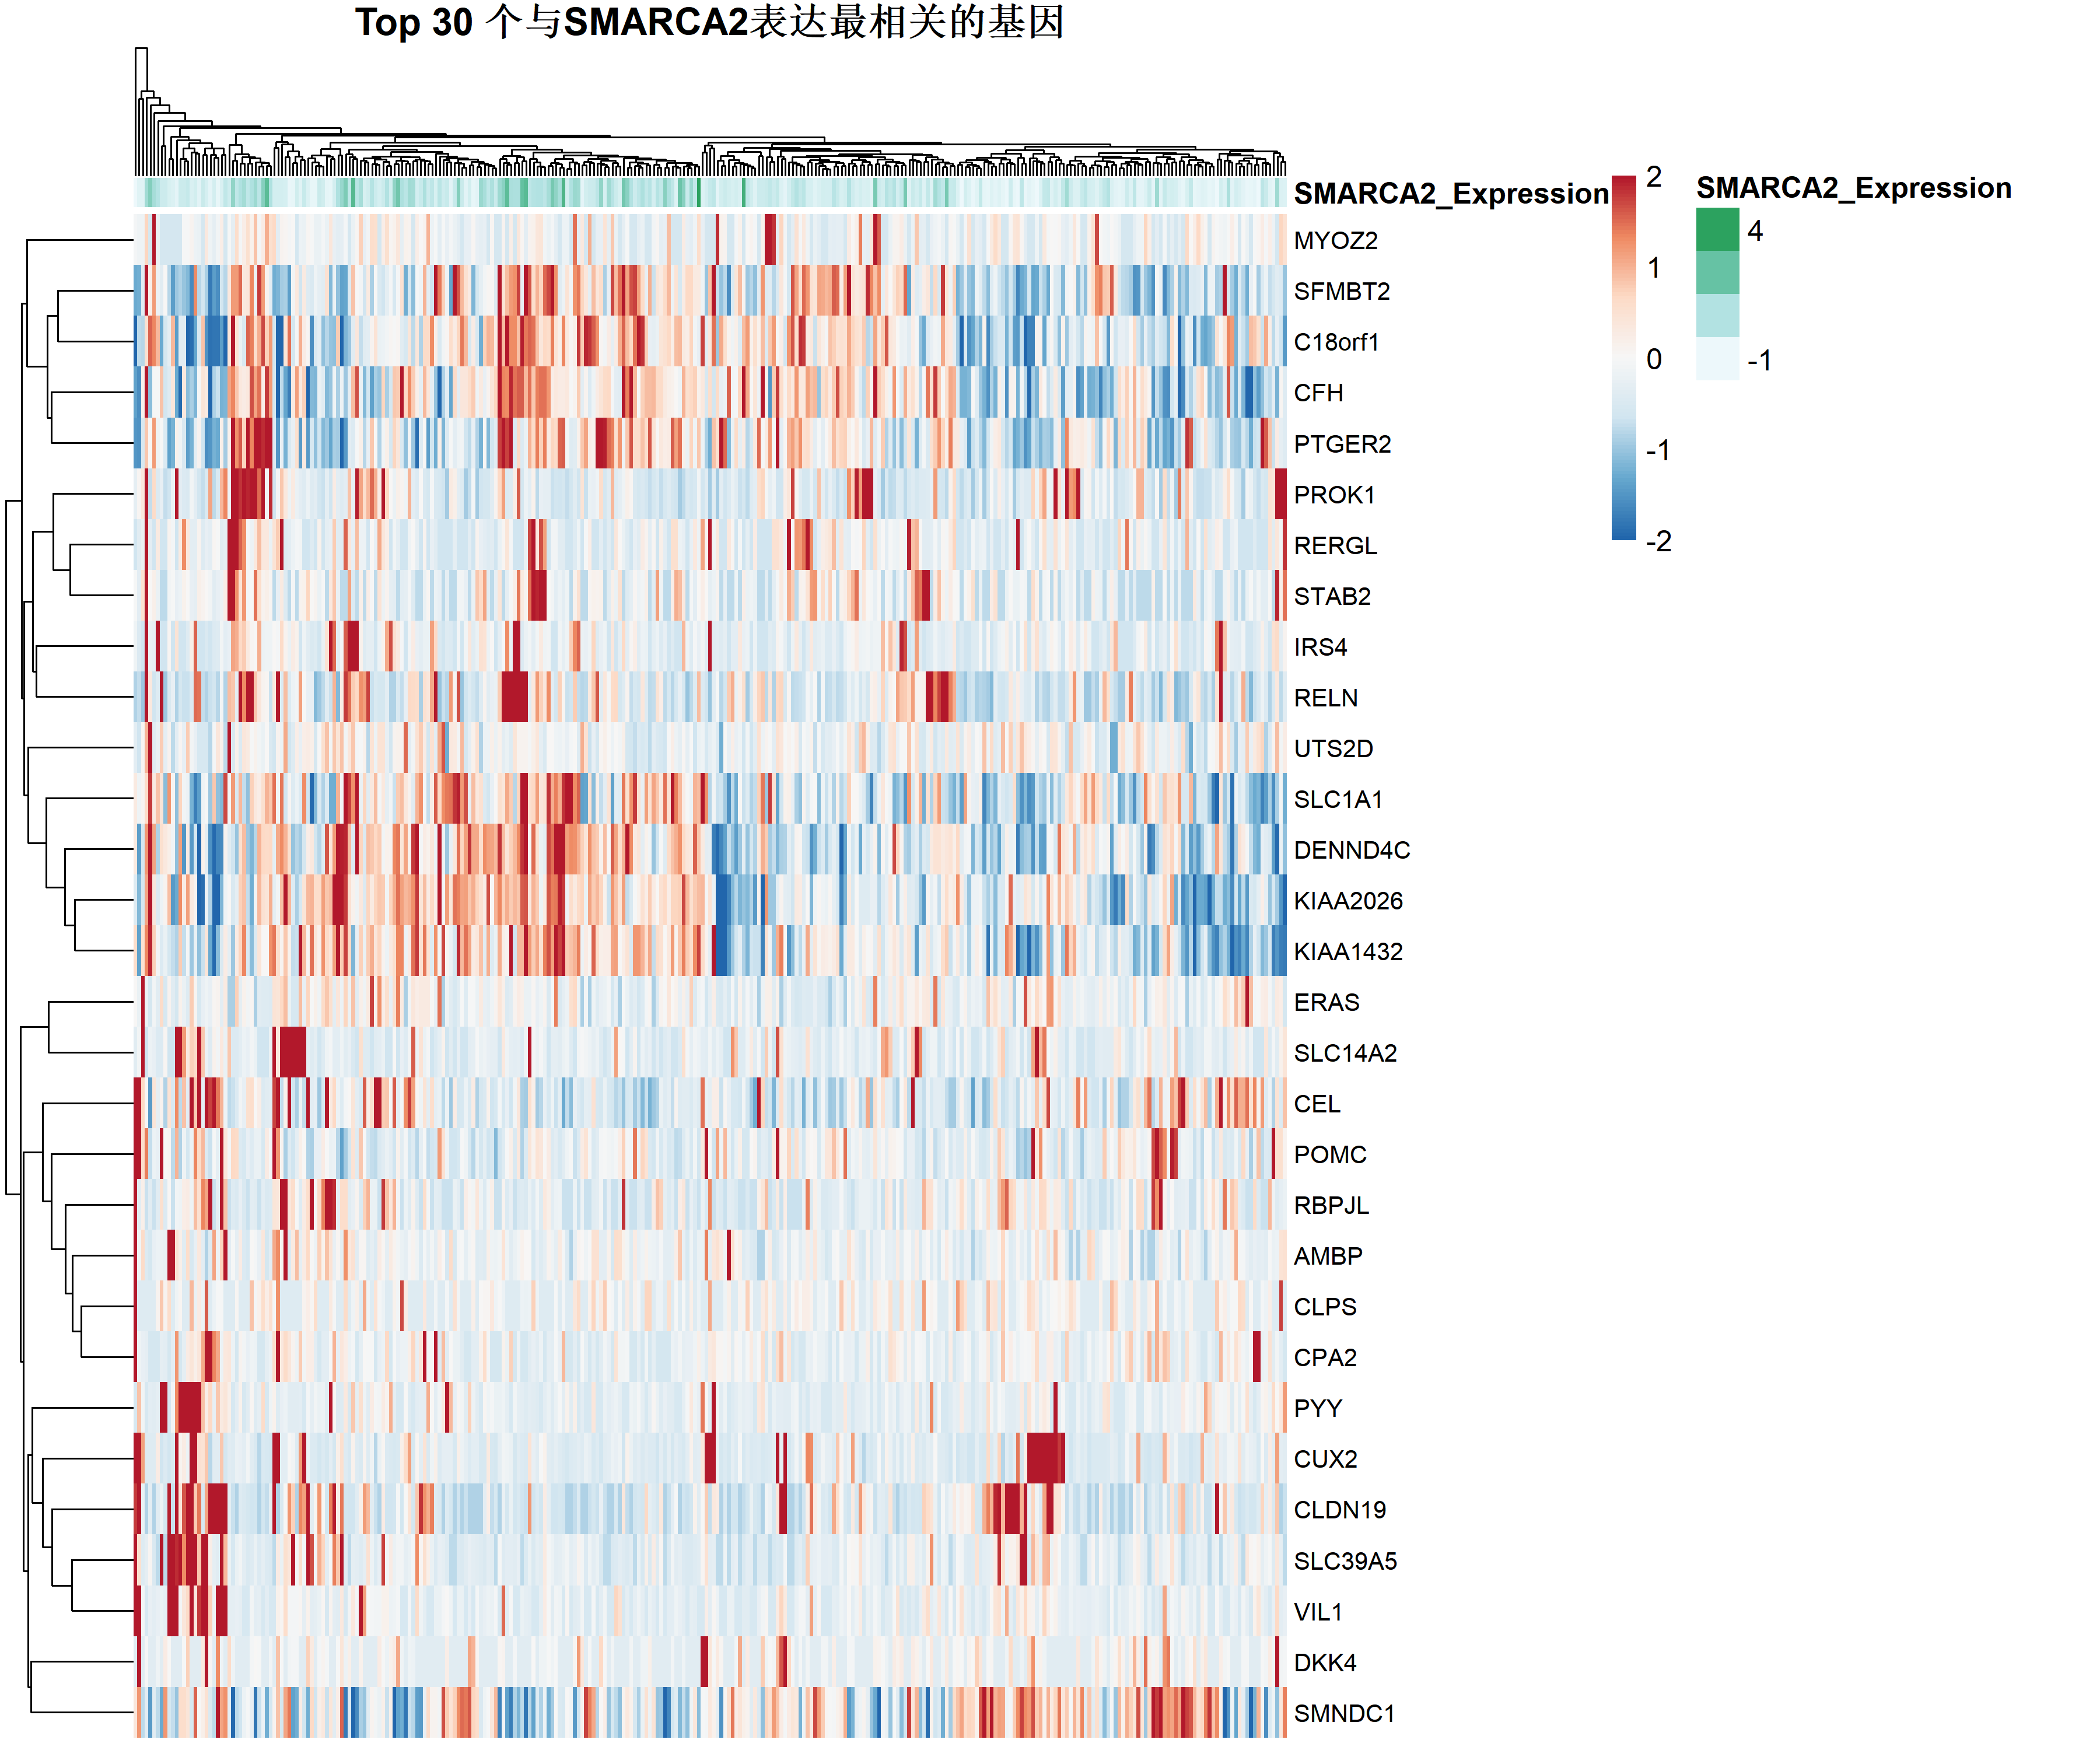 Top 30 个与SMARCA2表达最相关的基因
SMARCA2_Expression
MYOZ2
SFMBT2
C18orf1
CFH
PTGER2
PROK1
RERGL
STAB2
IRS4
RELN
UTS2D
SLC1A1
DENND4C
KIAA2026
KIAA1432
ERAS
SLC14A2
CEL
POMC
RBPJL
AMBP
CLPS
CPA2
PYY
CUX2
CLDN19
SLC39A5
VIL1
DKK4
SMNDC1
2
1
0
-1
-2
SMARCA2_Expression
4
-1